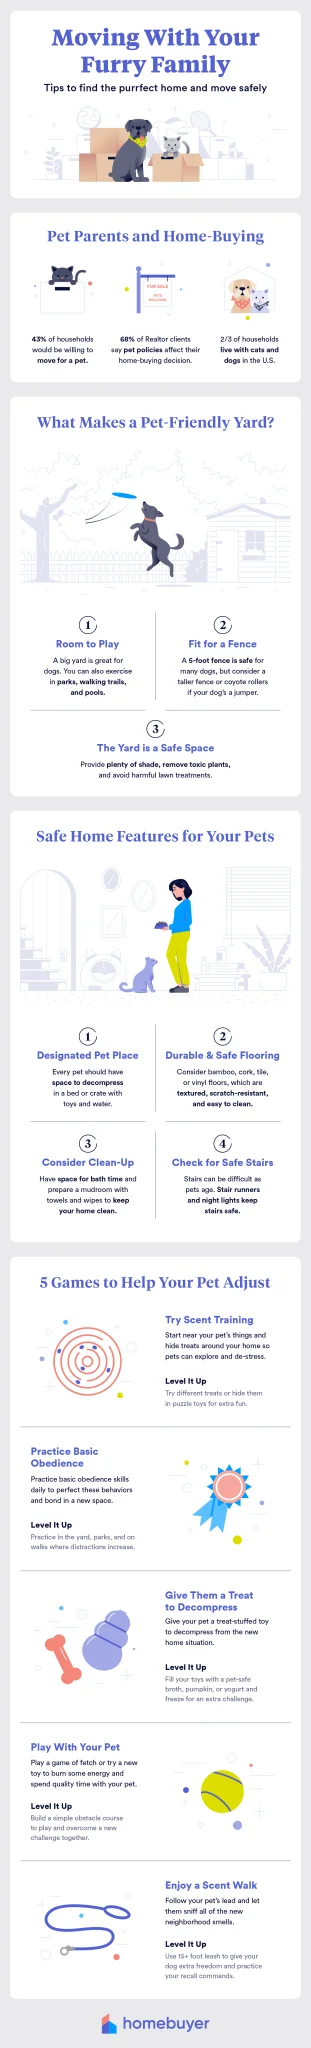 Moving With Your
Furry Family
Tips to find the purrfect home and move safely
Pet Parents and Home-Buying
FOR SALE
PETS
WELCOME
43% of households
would be willing to
move for a pet.
68% of Realtor clients
say pet policies affect their
home-buying decision.
2/3 of households
live with cats and
dogs in the U.S.
What Makes a Pet-Friendly Yard?
1
Room to Play
A big yard is great for
dogs. You can also exercise
in parks, walking trails,
and pools.
2
Fit for a Fence
A 5-foot fence is safe for
many dogs, but consider a
taller fence or coyote rollers
if your dog's a jumper.
3
The Yard is a Safe Space
Provide plenty of shade, remove toxic plants,
and avoid harmful lawn treatments.
Safe Home Features for Your Pets
1
Designated Pet Place
Every pet should have
space to decompress
in a bed or crate with
toys and water.
2
Durable & Safe Flooring
Consider bamboo, cork, tile,
or vinyl floors, which are
textured, scratch-resistant,
and easy to clean.
3
Consider Clean-Up
Have space for bath time and
prepare a mudroom with
towels and wipes to keep
your home clean.
4
Check for Safe Stairs
Stairs can be difficult as
pets age. Stair runners
and night lights keep
stairs safe.
5 Games to Help Your Pet Adjust
Try Scent Training
Start near your pet's things and
hide treats around your home so
pets can explore and de-stress.
Level It Up
Try different treats or hide them
in puzzle toys for extra fun.
Practice Basic
Obedience
Practice basic obedience skills
daily to perfect these behaviors
and bond in a new space.
Level It Up
Practice in the yard, parks, and on
walks where distractions increase.
Give Them a Treat
to Decompress
Give your pet a treat-stuffed toy
to decompress from the new
home situation.
Level It Up
Fill your toys with a pet-safe
broth, pumpkin, or yogurt and
freeze for an extra challenge.
Play With Your Pet
Play a game of fetch or try a new
toy to burn some energy and
spend quality time with your pet.
Level It Up
Build a simple obstacle course
to play and overcome a new
challenge together.
Enjoy a Scent Walk
Follow your pet's lead and let
them sniff all of the new
neighborhood smells.
Level It Up
Use 15+ foot leash to give your
dog extra freedom and practice
your recall commands.
homebuyer